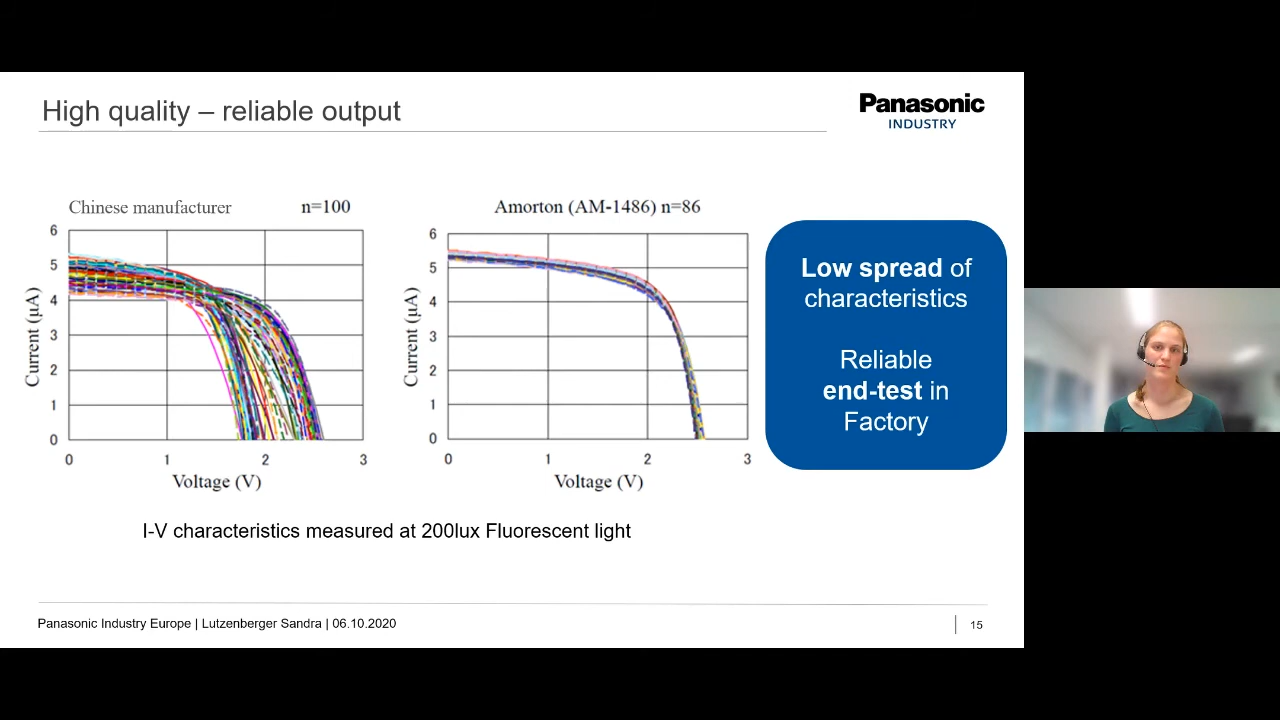 High quality – reliable output
Panasonic
INDUSTRY
Chinese manufacturer n=100
6
5
4
3
2
1
0
0 1 2 3
Current (μA)
Voltage (V)
Amorton (AM-1486) n=86
6
5
4
3
2
1
0
0 1 2 3
Current (μA)
Voltage (V)
Low spread of
characteristics
Reliable
end-test in
Factory
I-V characteristics measured at 200lux Fluorescent light
Panasonic Industry Europe | Lutzenberger Sandra | 06.10.2020
15